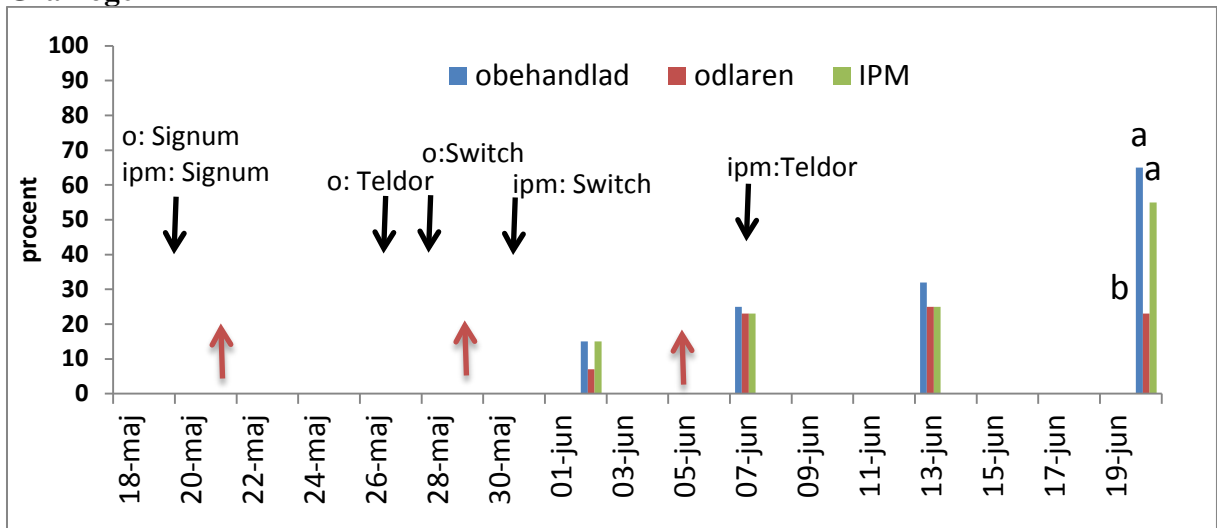 100
90
80
70
60
50
40
30
20
10
0
procent
obehandlad odlaren IPM
o: Signum
ipm: Signum
o: Teldor
o:Switch
ipm: Switch
ipm:Teldor
a
a
b
18-maj
20-maj
22-maj
24-maj
26-maj
28-maj
30-maj
01-jun
03-jun
05-jun
07-jun
09-jun
11-jun
13-jun
15-jun
17-jun
19-jun